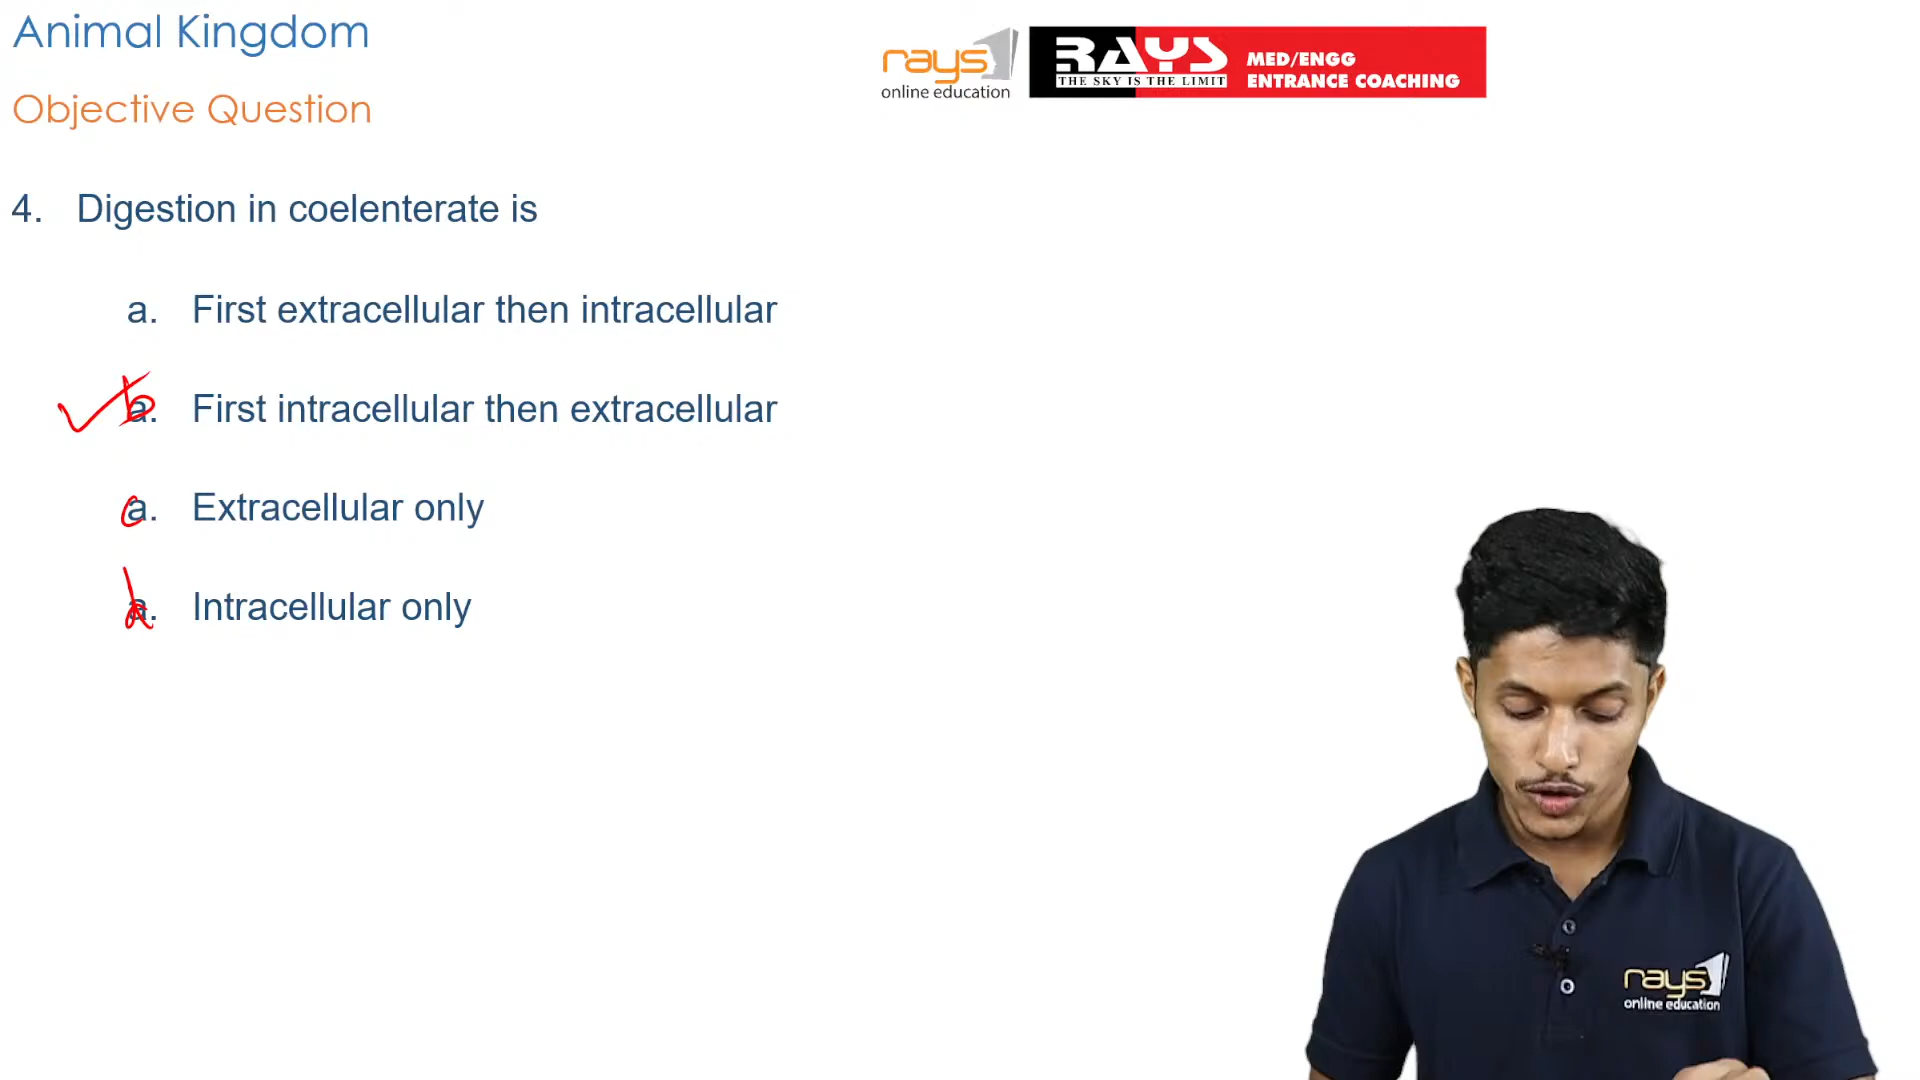 Animal Kingdom
Objective Question
rays
online education
RAYS
THE SKY IS THE LIMIT
MED/ENGG
ENTRANCE COACHING
4. Digestion in coelenterate is
a. First extracellular then intracellular
b a. First intracellular then extracellular
c a. Extracellular only
d a. Intracellular only
rays
online education